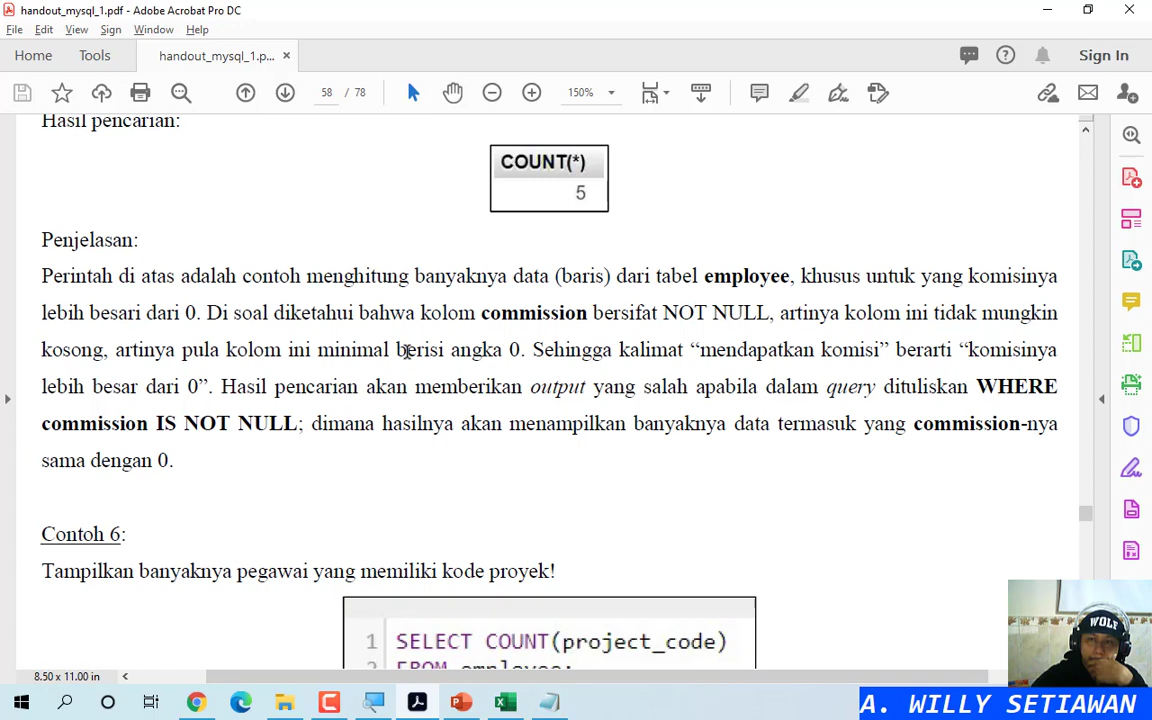 handout_mysql_1.pdf - Adobe Acrobat Pro DC
File Edit View Sign Window Help
Home Tools handout_mysql_1.p... × Sign In
58 / 78 150%
Hasil pencarian:
COUNT(*)
5
Penjelasan:
Perintah di atas adalah contoh menghitung banyaknya data (baris) dari tabel employee, khusus untuk yang komisinya
lebih besari dari 0. Di soal diketahui bahwa kolom commission bersifat NOT NULL, artinya kolom ini tidak mungkin
kosong, artinya pula kolom ini minimal berisi angka 0. Sehingga kalimat “mendapatkan komisi” berarti “komisinya
lebih besar dari 0”. Hasil pencarian akan memberikan output yang salah apabila dalam query dituliskan WHERE
commission IS NOT NULL; dimana hasilnya akan menampilkan banyaknya data termasuk yang commission-nya
sama dengan 0.
Contoh 6:
Tampilkan banyaknya pegawai yang memiliki kode proyek!
1 SELECT COUNT(project_code)
2 FROM employee;
8.50 x 11.00 in
WOLF
A. WILLY SETIAWAN